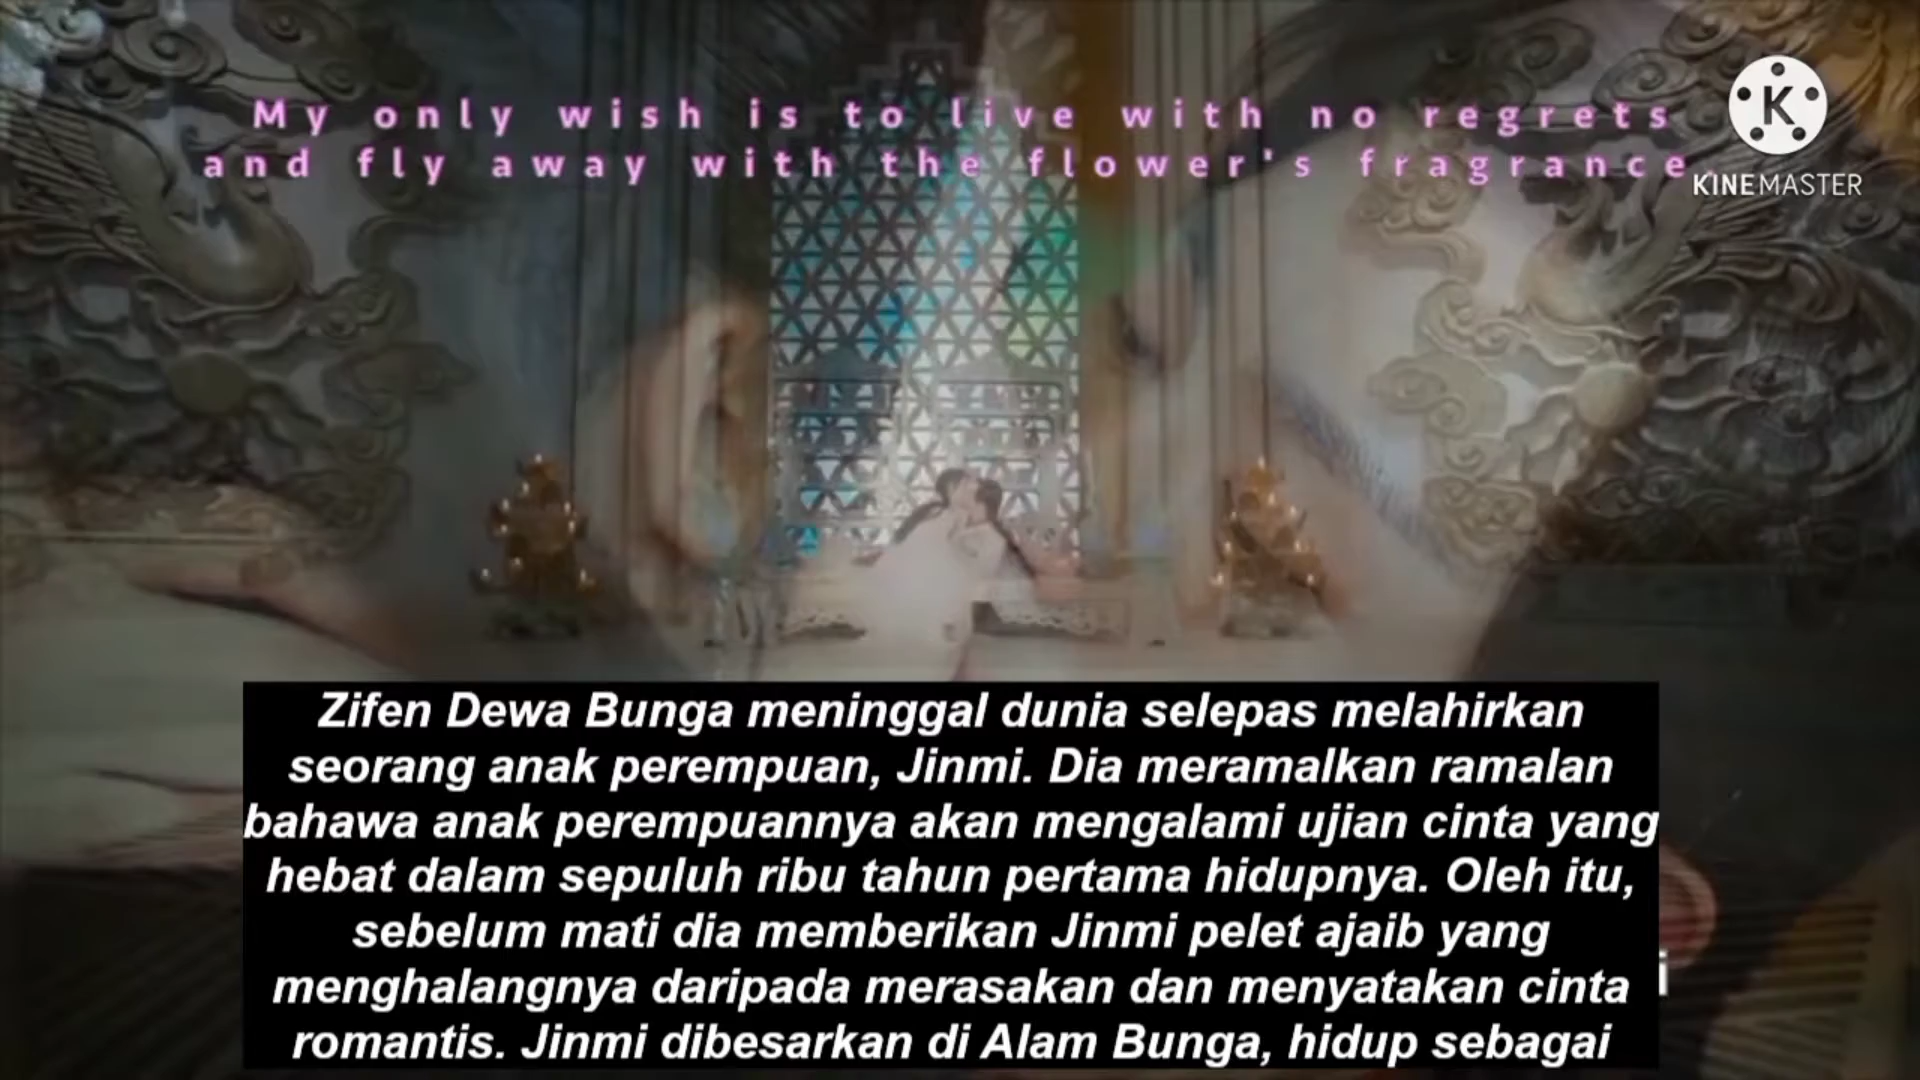 My only wish is to live with no regrets
and fly away with the flower's fragrance
K
KINEMASTER
Zifen Dewa Bunga meninggal dunia selepas melahirkan
seorang anak perempuan, Jinmi. Dia meramalkan ramalan
bahawa anak perempuannya akan mengalami ujian cinta yang
hebat dalam sepuluh ribu tahun pertama hidupnya. Oleh itu,
sebelum mati dia memberikan Jinmi pelet ajaib yang
menghalangnya daripada merasakan dan menyatakan cinta
romantis. Jinmi dibesarkan di Alam Bunga, hidup sebagai